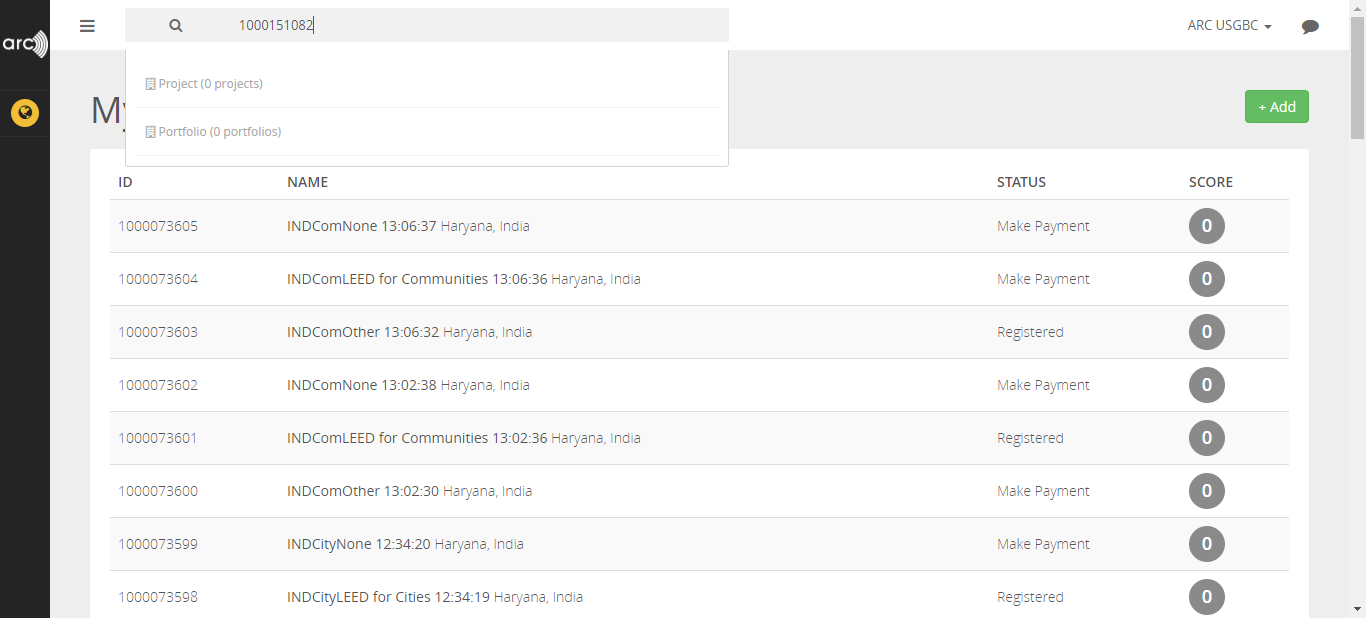 arc
1000151082
ARC USGBC
Project (0 projects)
Portfolio (0 portfolios)
My
+ Add
ID NAME STATUS SCORE
1000073605 INDComNone 13:06:37 Haryana, India Make Payment 0
1000073604 INDComLEED for Communities 13:06:36 Haryana, India Make Payment 0
1000073603 INDComOther 13:06:32 Haryana, India Registered 0
1000073602 INDComNone 13:02:38 Haryana, India Make Payment 0
1000073601 INDComLEED for Communities 13:02:36 Haryana, India Registered 0
1000073600 INDComOther 13:02:30 Haryana, India Make Payment 0
1000073599 INDCityNone 12:34:20 Haryana, India Make Payment 0
1000073598 INDCityLEED for Cities 12:34:19 Haryana, India Registered 0